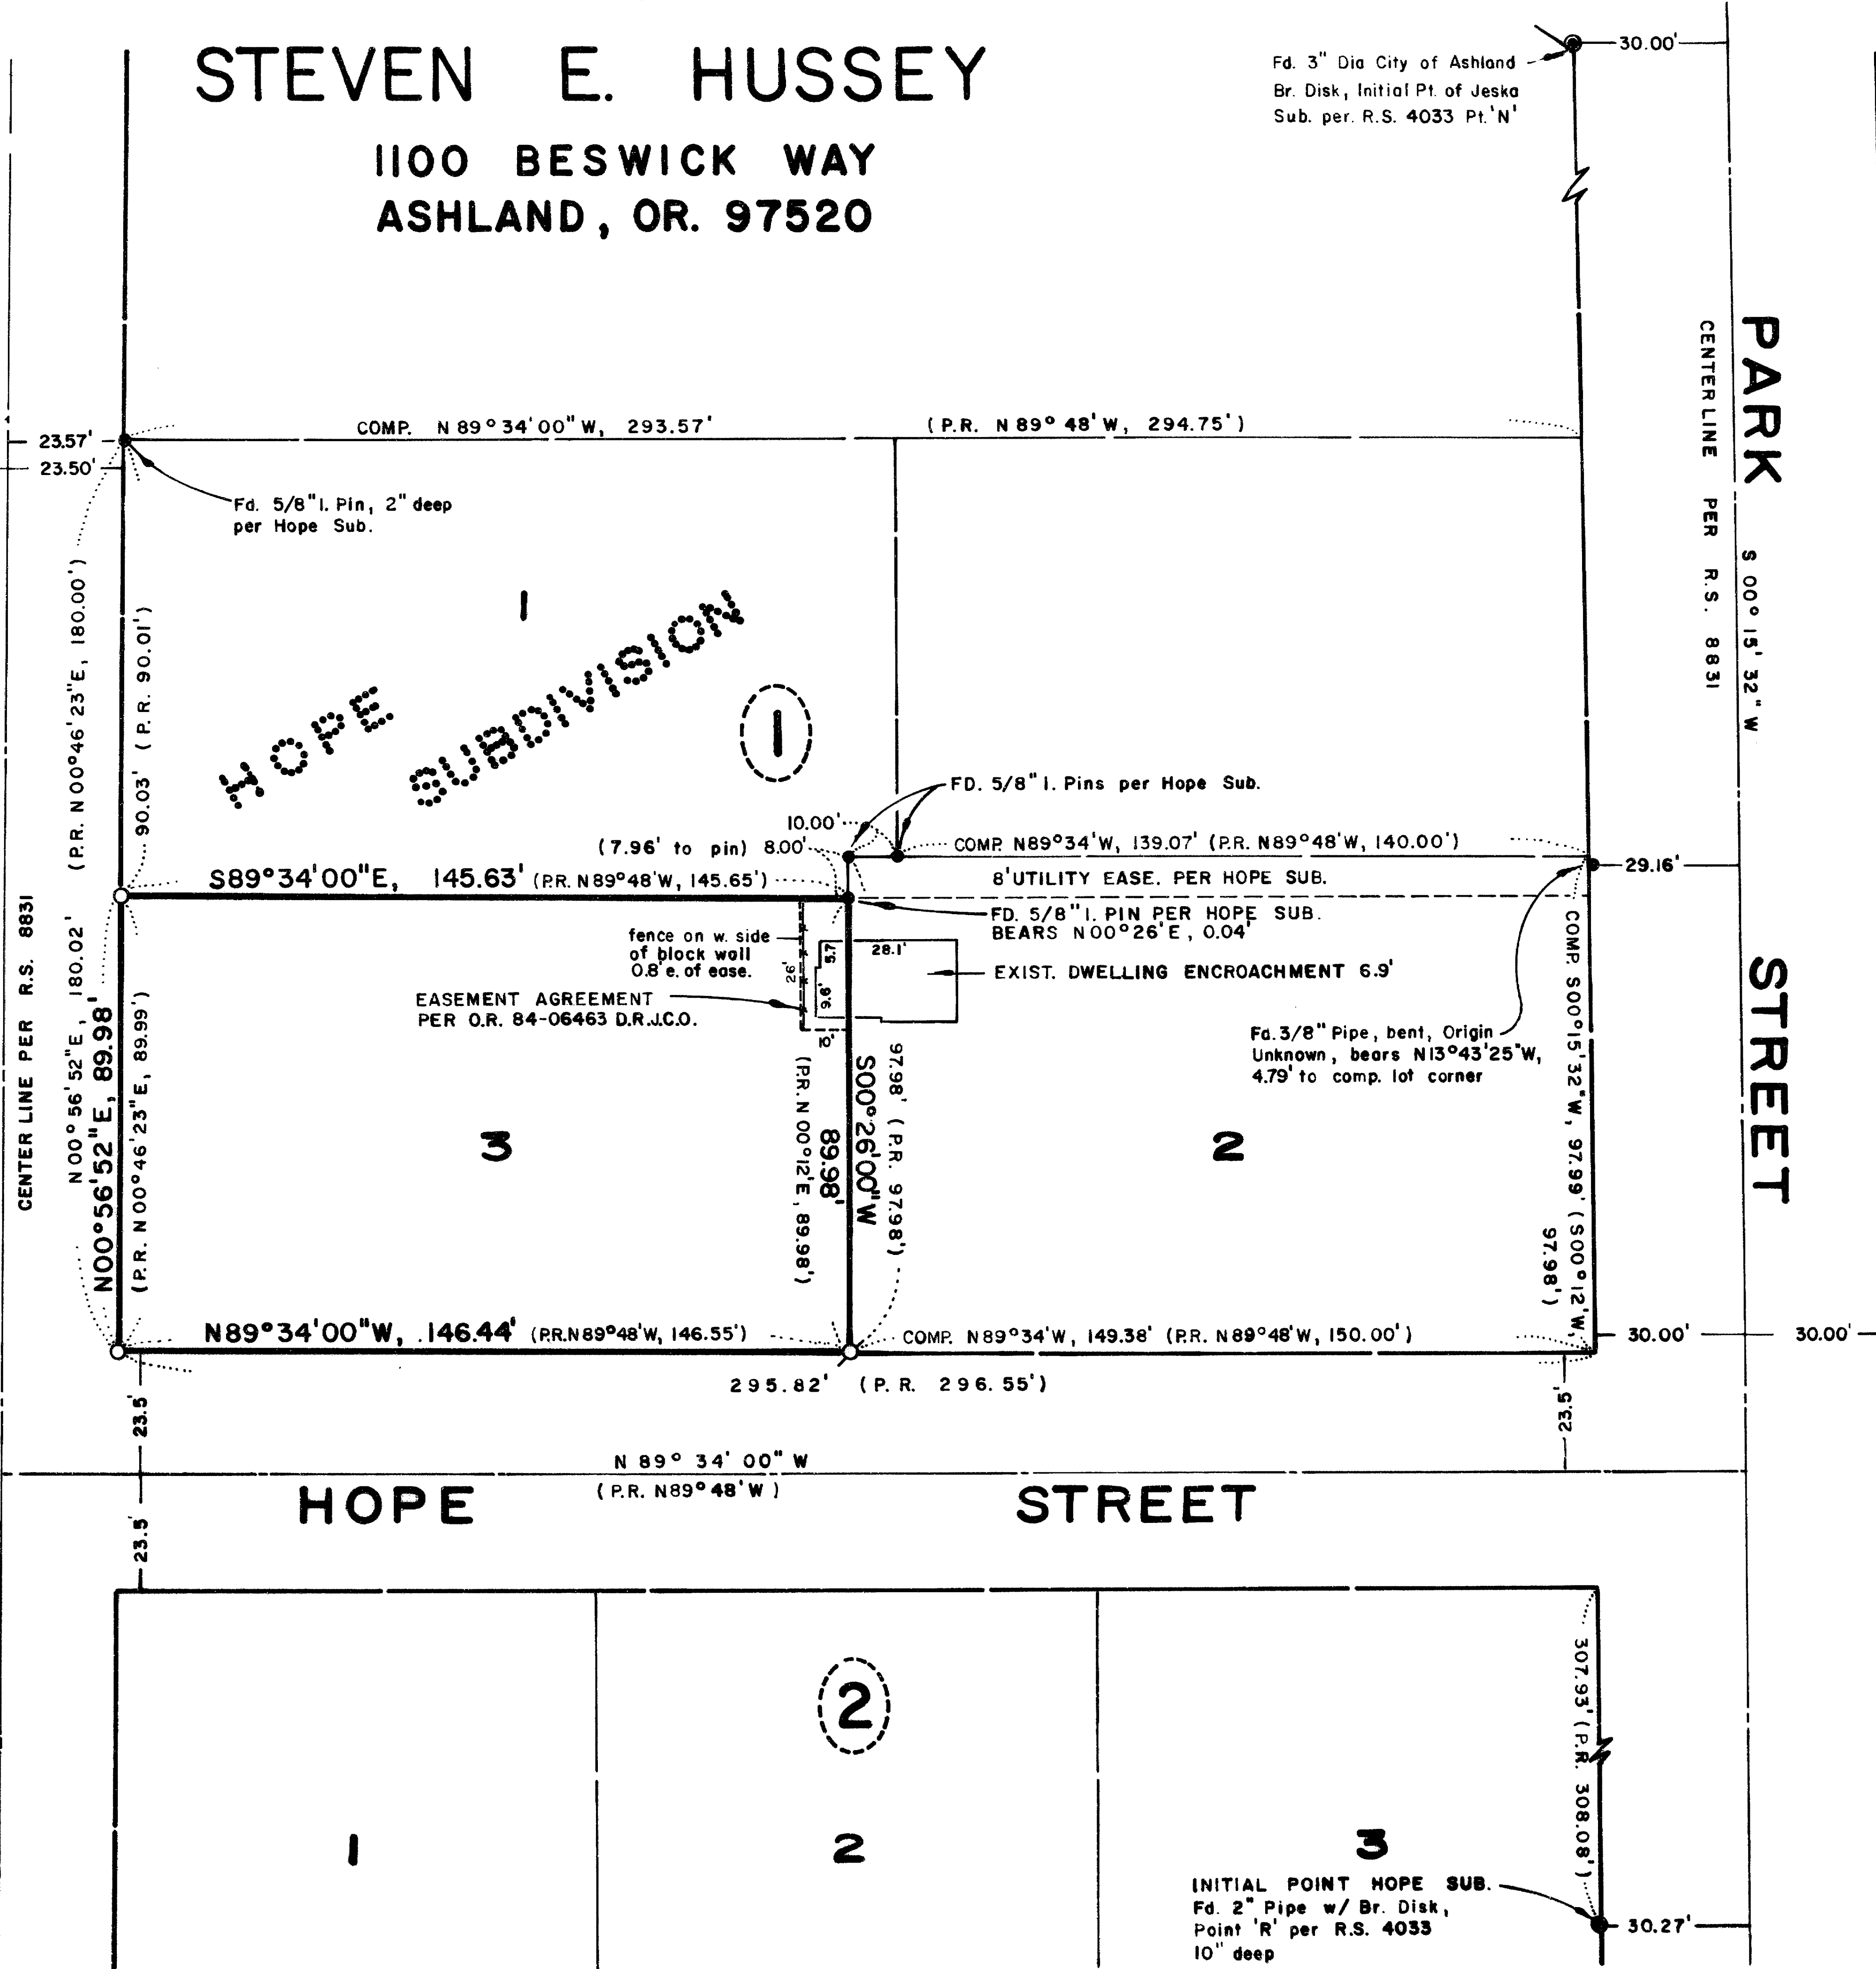 STEVEN E. HUSSEY
1100 BESWICK WAY
ASHLAND, OR. 97520
Fd. 3" Dia City of Ashland
Br. Disk, Initial Pt. of Jeska
Sub. per. R.S. 4033 Pt.'N'
30.00'
PARK STREET
CENTERLINE PER R.S. 8831
S 00° 15' 32" W
COMP. N 89° 34' 00" W, 293.57'
(P.R. N 89° 48' W, 294.75')
23.57'
23.50'
Fd. 5/8" I. Pin, 2" deep
per Hope Sub.
(P.R. N 00° 46' 23" E, 180.00')
90.03' (P.R. 90.01')
1
HOPE SUBDIVISION
1
FD. 5/8" I. Pins per Hope Sub.
10.00'
(7.96' to pin) 8.00'
COMP. N89°34'W, 139.07' (P.R. N89°48'W, 140.00')
29.16'
S89°34'00"E, 145.63' (P.R. N89°48'W, 145.65')
8' UTILITY EASE. PER HOPE SUB.
FD. 5/8" I. PIN PER HOPE SUB.
BEARS N00°26'E, 0.04'
fence on w. side
of block wall
0.8' e. of ease.
26'
5.7
28.1'
9.6'
10'
EXIST. DWELLING ENCROACHMENT 6.9'
EASEMENT AGREEMENT
PER O.R. 84-06463 D.R.J.C.O.
Fd. 3/8" Pipe, bent, Origin
Unknown, bears N13°43'25"W,
4.79' to comp. lot corner
CENTER LINE PER R.S. 8831
N 00° 56' 52" E, 180.02'
N00°56'52"E, 89.98'
(P.R. N 00° 46' 23" E, 89.99')
3
(P.R. N 00°12'E, 89.98')
89.98'
S00°26'00"W
97.98' (P.R. 97.98')
2
COMP. S00°15'32"W, 97.99' (S00°12'W,
97.98')
N89°34'00"W, 146.44' (P.R. N89°48'W, 146.55')
COMP. N89°34'W, 149.38' (P.R. N89°48'W, 150.00')
30.00'
30.00'
295.82' (P.R. 296.55')
23.5'
23.5'
N 89° 34' 00" W
(P.R. N89°48'W)
HOPE STREET
23.5'
2
307.93' (P.R. 308.08')
1
2
3
INITIAL POINT HOPE SUB.
Fd. 2" Pipe w/ Br. Disk,
Point 'R' per R.S. 4033
10" deep
30.27'